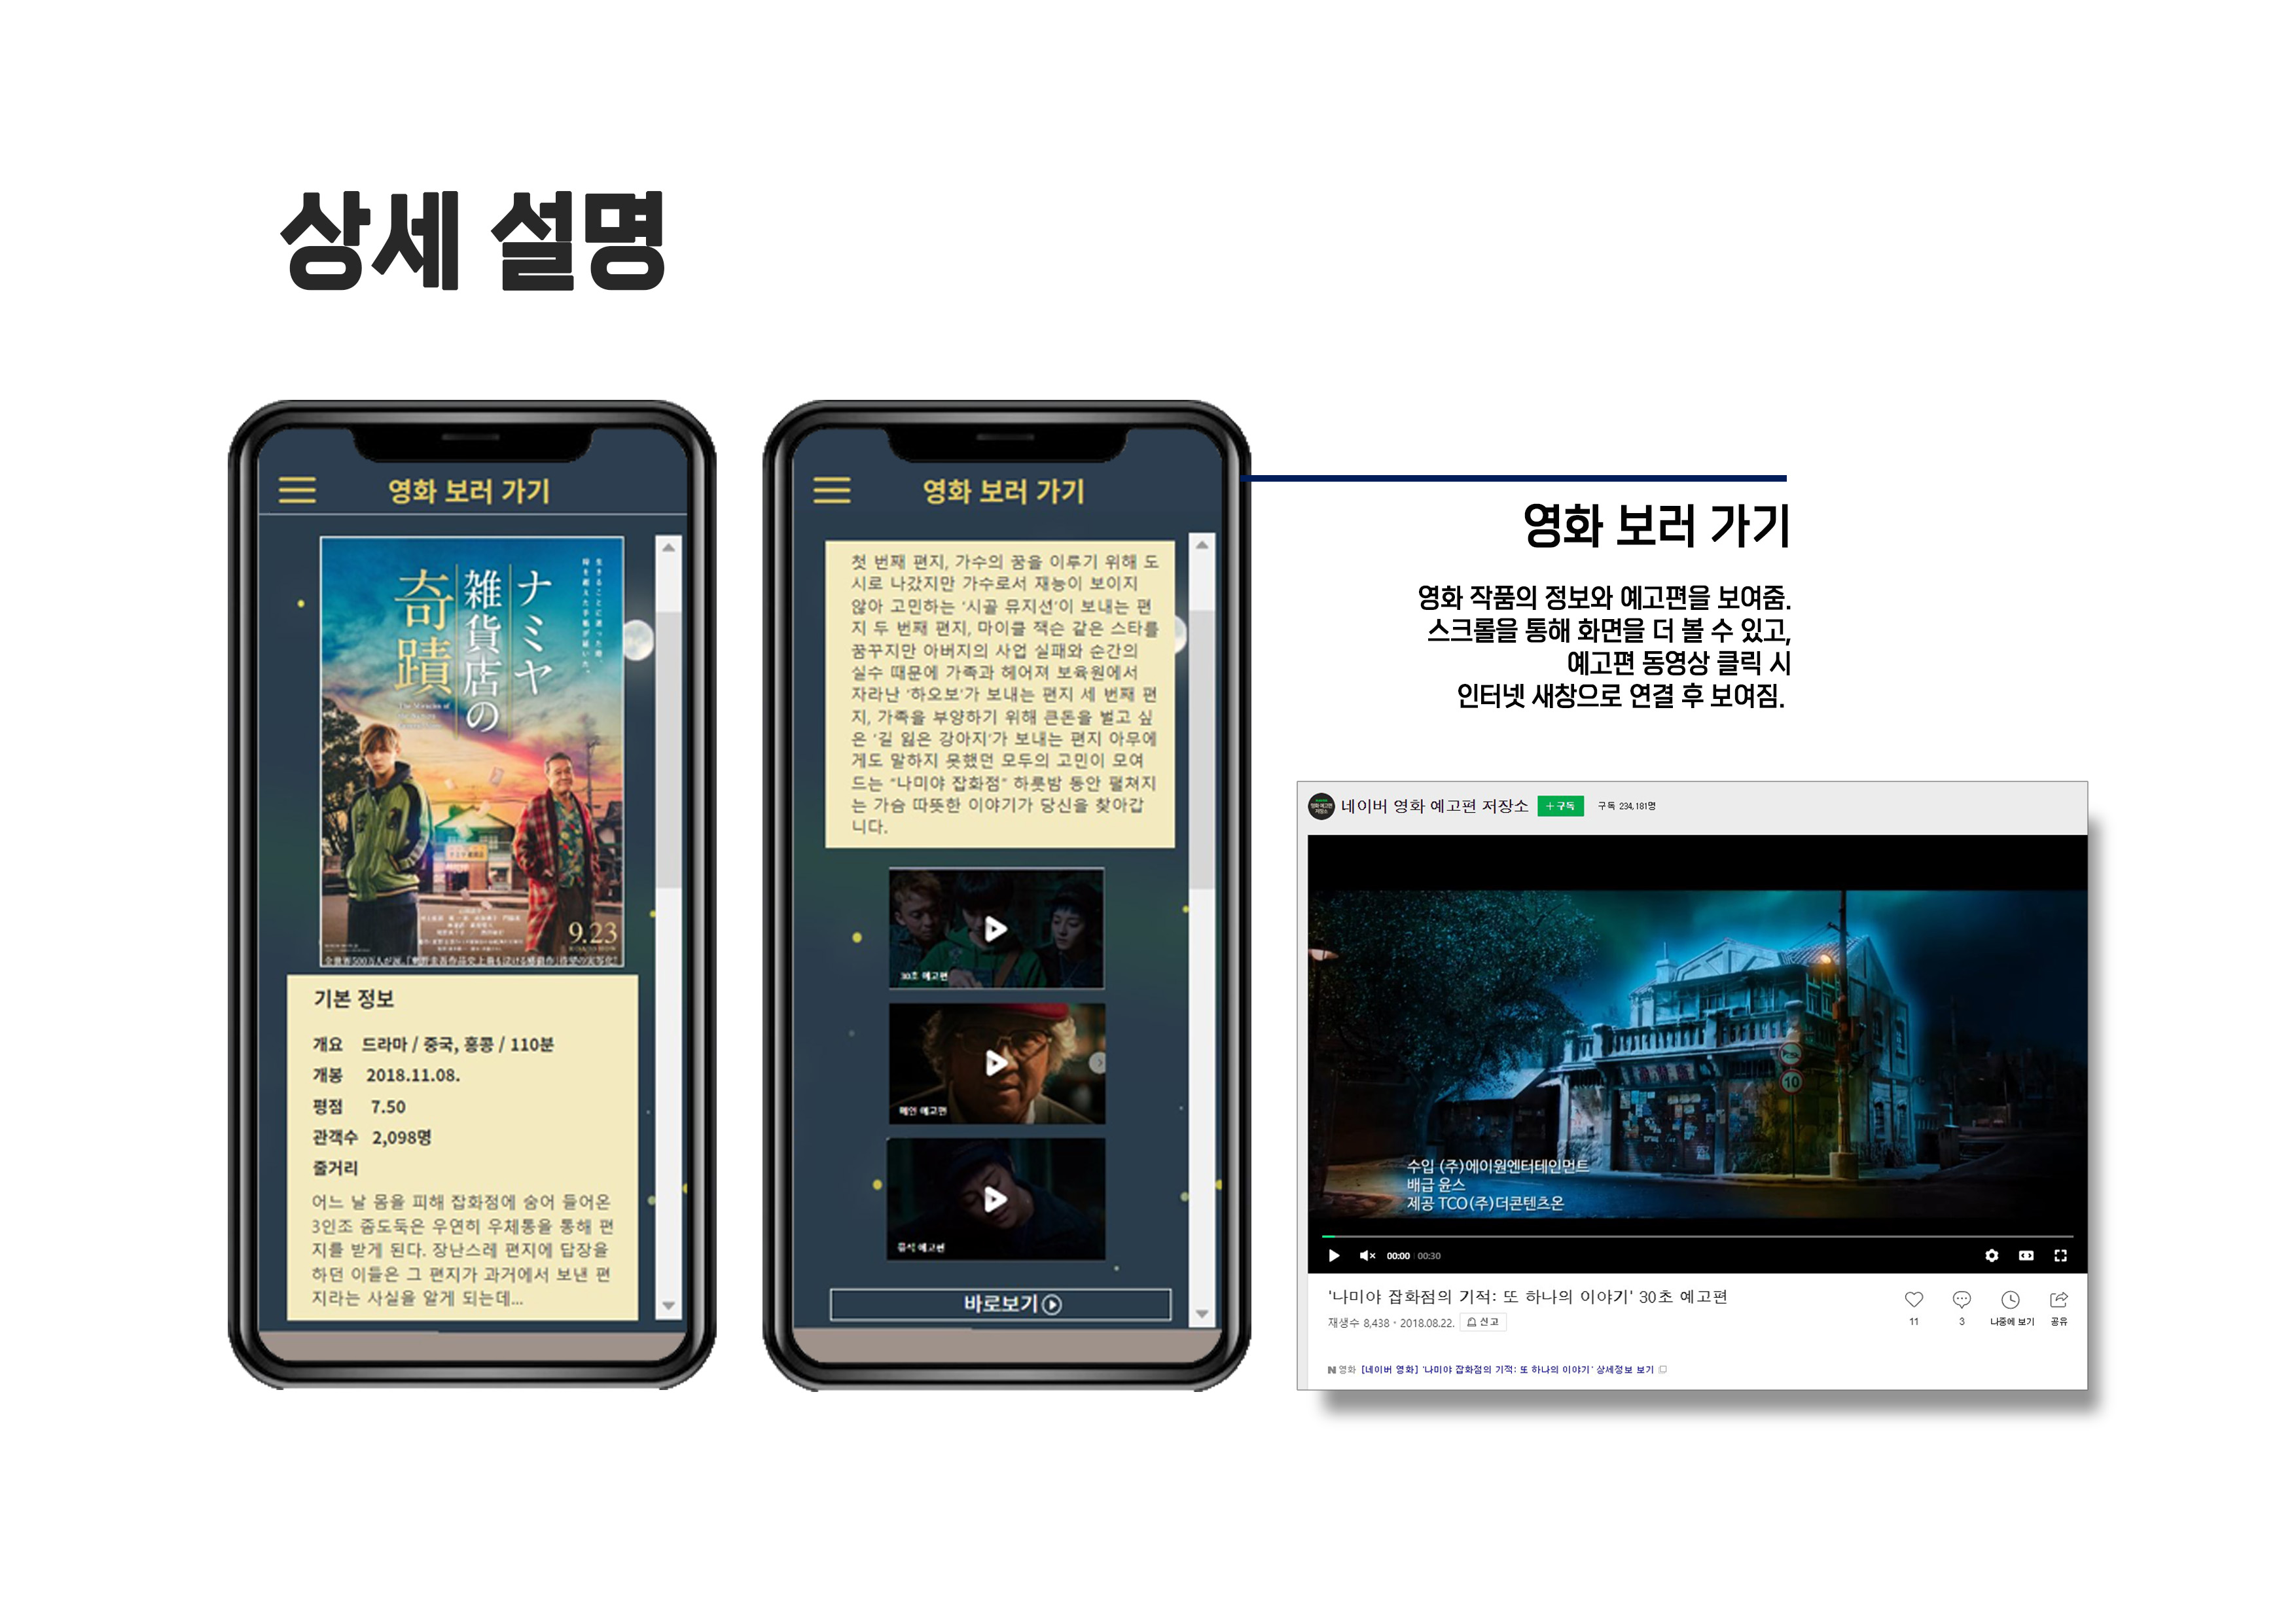 상세 설명
영화 보러 가기
ナミヤ
雑貨店の
奇蹟
9.23
기본 정보
개요 드라마 / 중국, 홍콩 / 110분
개봉 2018.11.08.
평점 7.50
관객수 2,098명
줄거리
어느 날 몸을 피해 잡화점에 숨어 들어온
3인조 좀도둑은 우연히 우체통을 통해 편
지를 받게 된다. 장난스레 편지에 답장을
하던 이들은 그 편지가 과거에서 보낸 편
지라는 사실을 알게 되는데...
영화 보러 가기
첫 번째 편지, 가수의 꿈을 이루기 위해 도
시로 나갔지만 가수로서 재능이 보이지
않아 고민하는 ‘시골 뮤지션’이 보내는 편
지 두 번째 편지, 마이클 잭슨 같은 스타를
꿈꾸지만 아버지의 사업 실패와 순간의
실수 때문에 가족과 헤어져 보육원에서
자라난 ‘하오보’가 보내는 편지 세 번째 편
지, 가족을 부양하기 위해 큰돈을 벌고 싶
은 ‘길 잃은 강아지’가 보내는 편지 아무에
게도 말하지 못했던 모두의 고민이 모여
드는 “나미야 잡화점” 하룻밤 동안 펼쳐지
는 가슴 따뜻한 이야기가 당신을 찾아갑
니다.
30초 예고편
메인 예고편
뮤직 예고편
바로보기
영화 보러 가기
영화 작품의 정보와 예고편을 보여줌.
스크롤을 통해 화면을 더 볼 수 있고,
예고편 동영상 클릭 시
인터넷 새창으로 연결 후 보여짐.
네이버 영화 예고편 저장소 + 구독 구독 234,181명
10
수입 (주)에이원엔터테인먼트
배급 윤스
제공 TCO(주)더콘텐츠온
00:00 00:30
'나미야 잡화점의 기적: 또 하나의 이야기' 30초 예고편
재생수 8,438 · 2018.08.22. 신고
11 3 나중에 보기 공유
N 영화 [네이버 영화] '나미야 잡화점의 기적: 또 하나의 이야기' 상세정보 보기